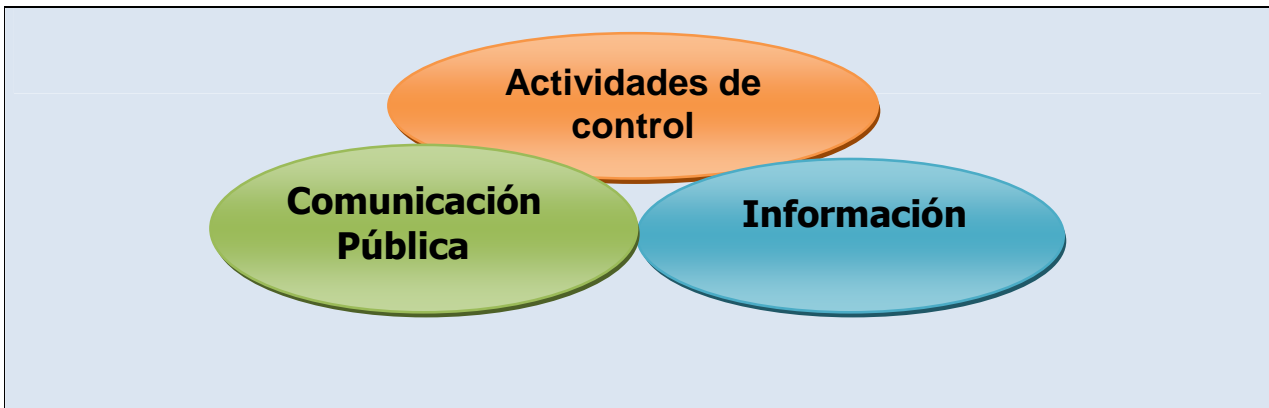 Actividades de
control
Comunicación
Pública
Información